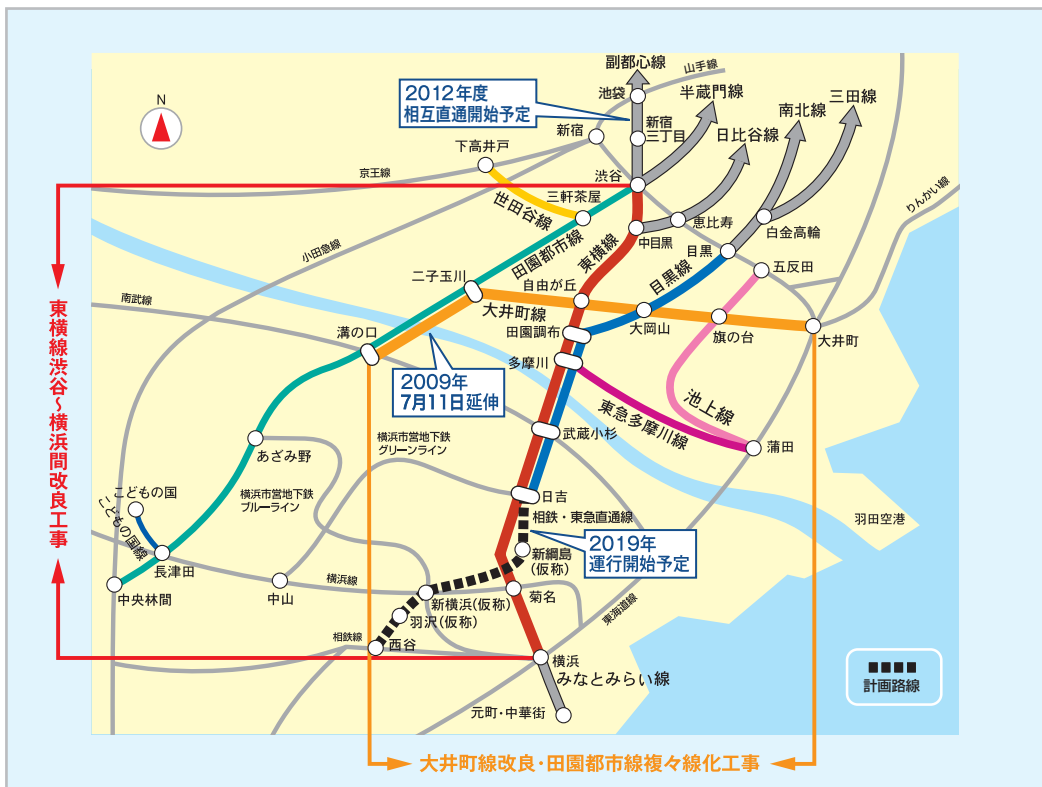 N
副都心線
山手線
2012年度
相互直通開始予定
池袋
半蔵門線
三田線
南北線
新宿
新宿
三丁目
日比谷線
下高井戸
京王線
渋谷
りんかい線
三軒茶屋
世田谷線
恵比寿
白金高輪
中目黒
田園都市線
東横線
小田急線
目黒
目黒線
五反田
二子玉川
自由が丘
南武線
大井町線
溝の口
田園調布
大岡山
旗の台
大井町
多摩川
2009年
7月11日延伸
池上線
東急多摩川線
東横線渋谷～横浜間改良工事
横浜市営地下鉄
グリーンライン
武蔵小杉
蒲田
あざみ野
横浜市営地下鉄
ブルーライン
日吉
こどもの国
こどもの国線
相鉄・東急直通線
羽田空港
2019年
運行開始予定
新綱島
(仮称)
長津田
横浜線
中央林間
中山
新横浜(仮称)
菊名
東海道線
羽沢(仮称)
相鉄線
西谷
横浜
みなとみらい線
計画路線
元町・中華街
大井町線改良・田園都市線複々線化工事